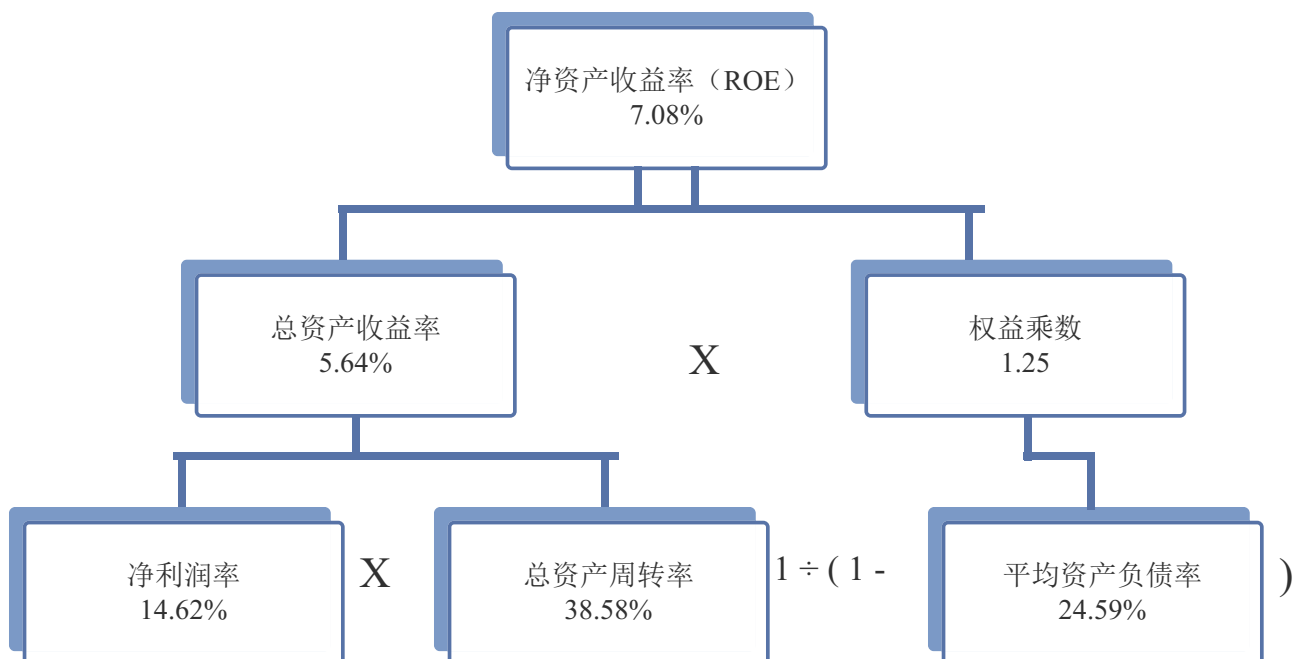 净资产收益率（ROE）
7.08%
总资产收益率
5.64%
X
权益乘数
1.25
净利润率
14.62%
X
总资产周转率
38.58%
1 ÷ ( 1 -
平均资产负债率
24.59%
)